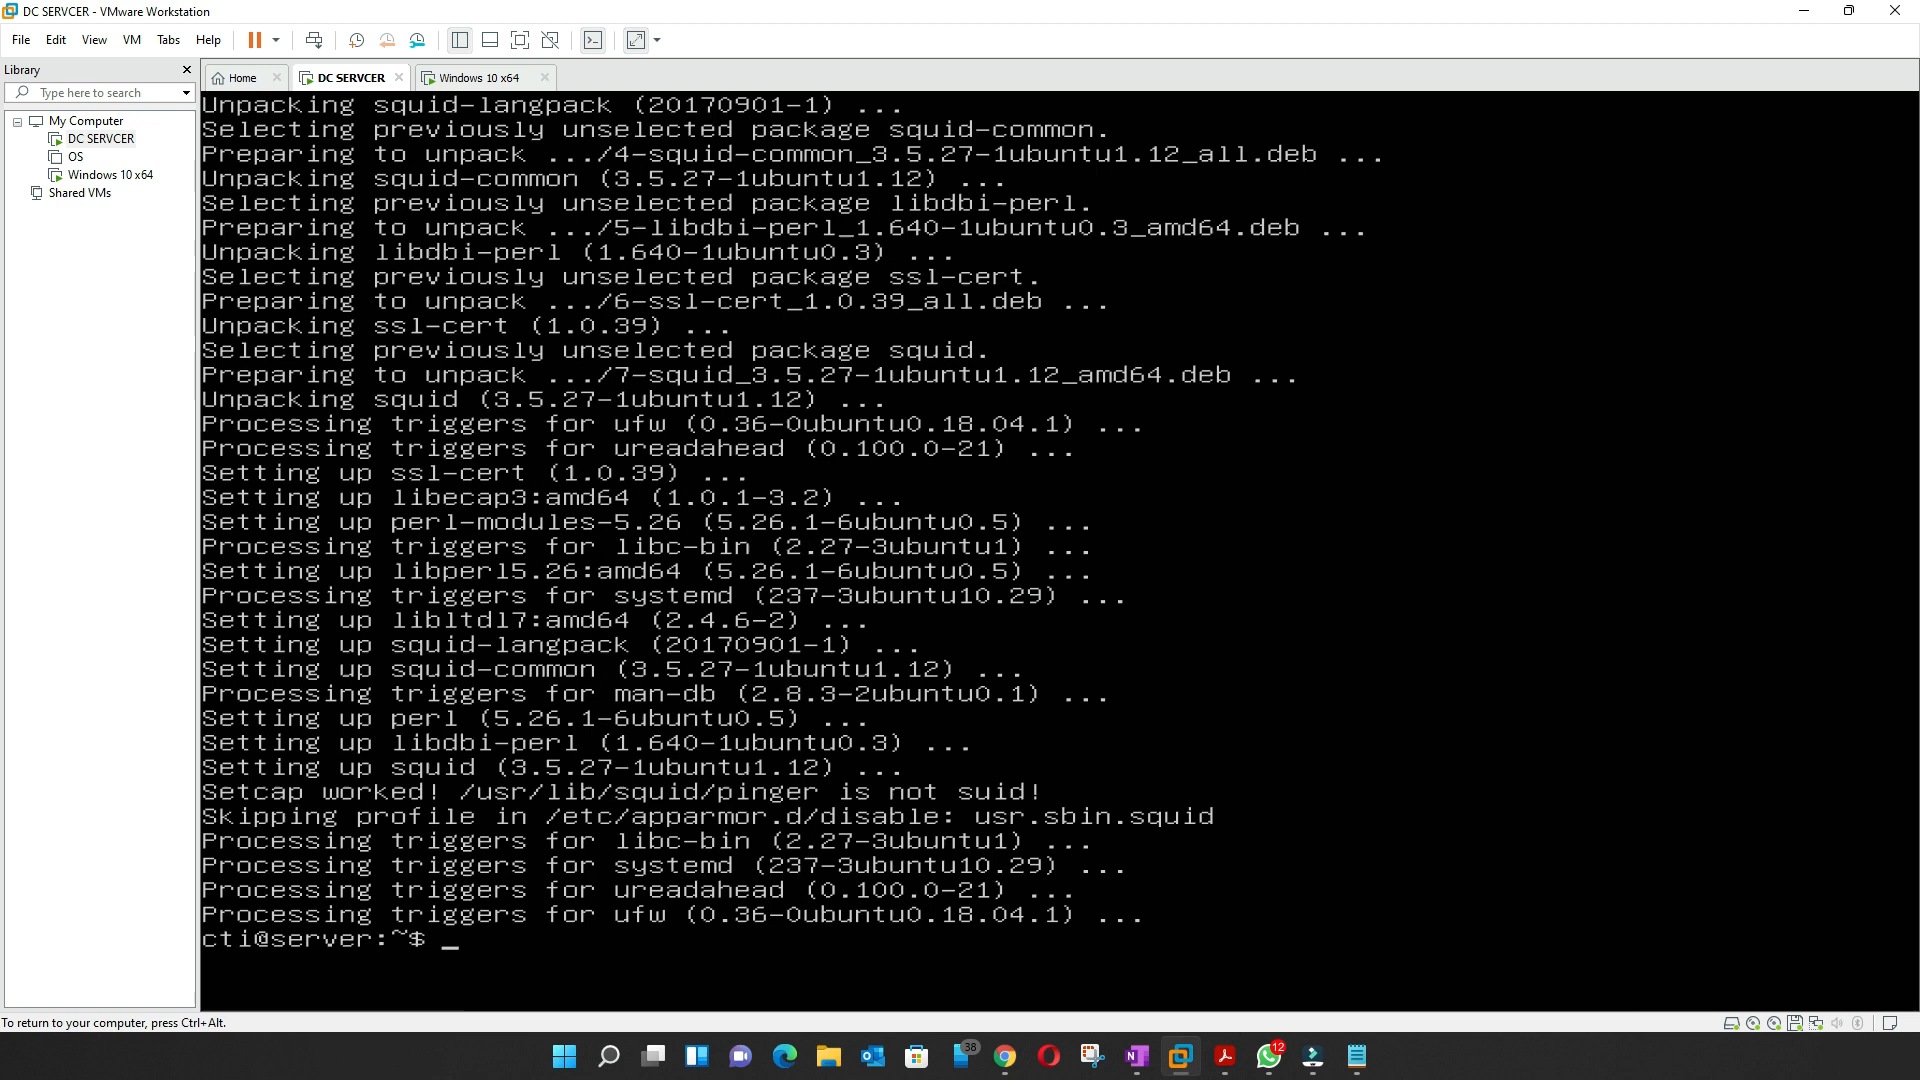 DC SERVCER - VMware Workstation
File Edit View VM Tabs Help
Library
Type here to search
My Computer
DC SERVCER
OS
Windows 10 x64
Shared VMs
Home DC SERVCER Windows 10 x64
Unpacking squid-langpack (20170901-1) ...
Selecting previously unselected package squid-common.
Preparing to unpack .../4-squid-common_3.5.27-1ubuntu1.12_all.deb ...
Unpacking squid-common (3.5.27-1ubuntu1.12) ...
Selecting previously unselected package libdbi-perl.
Preparing to unpack .../5-libdbi-perl_1.640-1ubuntu0.3_amd64.deb ...
Unpacking libdbi-perl (1.640-1ubuntu0.3) ...
Selecting previously unselected package ssl-cert.
Preparing to unpack .../6-ssl-cert_1.0.39_all.deb ...
Unpacking ssl-cert (1.0.39) ...
Selecting previously unselected package squid.
Preparing to unpack .../7-squid_3.5.27-1ubuntu1.12_amd64.deb ...
Unpacking squid (3.5.27-1ubuntu1.12) ...
Processing triggers for ufw (0.36-0ubuntu0.18.04.1) ...
Processing triggers for ureadahead (0.100.0-21) ...
Setting up ssl-cert (1.0.39) ...
Setting up libecap3:amd64 (1.0.1-3.2) ...
Setting up perl-modules-5.26 (5.26.1-6ubuntu0.5) ...
Processing triggers for libc-bin (2.27-3ubuntu1) ...
Setting up libperl5.26:amd64 (5.26.1-6ubuntu0.5) ...
Processing triggers for systemd (237-3ubuntu10.29) ...
Setting up libltdl7:amd64 (2.4.6-2) ...
Setting up squid-langpack (20170901-1) ...
Setting up squid-common (3.5.27-1ubuntu1.12) ...
Processing triggers for man-db (2.8.3-2ubuntu0.1) ...
Setting up perl (5.26.1-6ubuntu0.5) ...
Setting up libdbi-perl (1.640-1ubuntu0.3) ...
Setting up squid (3.5.27-1ubuntu1.12) ...
Setcap worked! /usr/lib/squid/pinger is not suid!
Skipping profile in /etc/apparmor.d/disable: usr.sbin.squid
Processing triggers for libc-bin (2.27-3ubuntu1) ...
Processing triggers for systemd (237-3ubuntu10.29) ...
Processing triggers for ureadahead (0.100.0-21) ...
Processing triggers for ufw (0.36-0ubuntu0.18.04.1) ...
cti@server:~$ _
To return to your computer, press Ctrl+Alt.
38
12